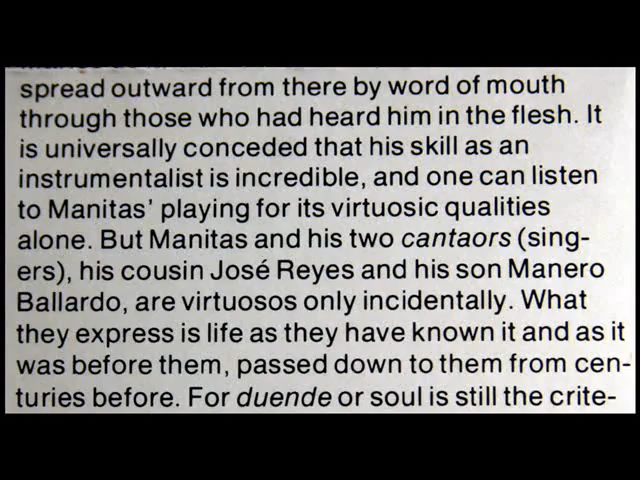 spread outward from there by word of mouth
through those who had heard him in the flesh. It
is universally conceded that his skill as an
instrumentalist is incredible, and one can listen
to Manitas' playing for its virtuosic qualities
alone. But Manitas and his two cantaors (sing-
ers), his cousin José Reyes and his son Manero
Ballardo, are virtuosos only incidentally. What
they express is life as they have known it and as it
was before them, passed down to them from cen-
turies before. For duende or soul is still the crite-